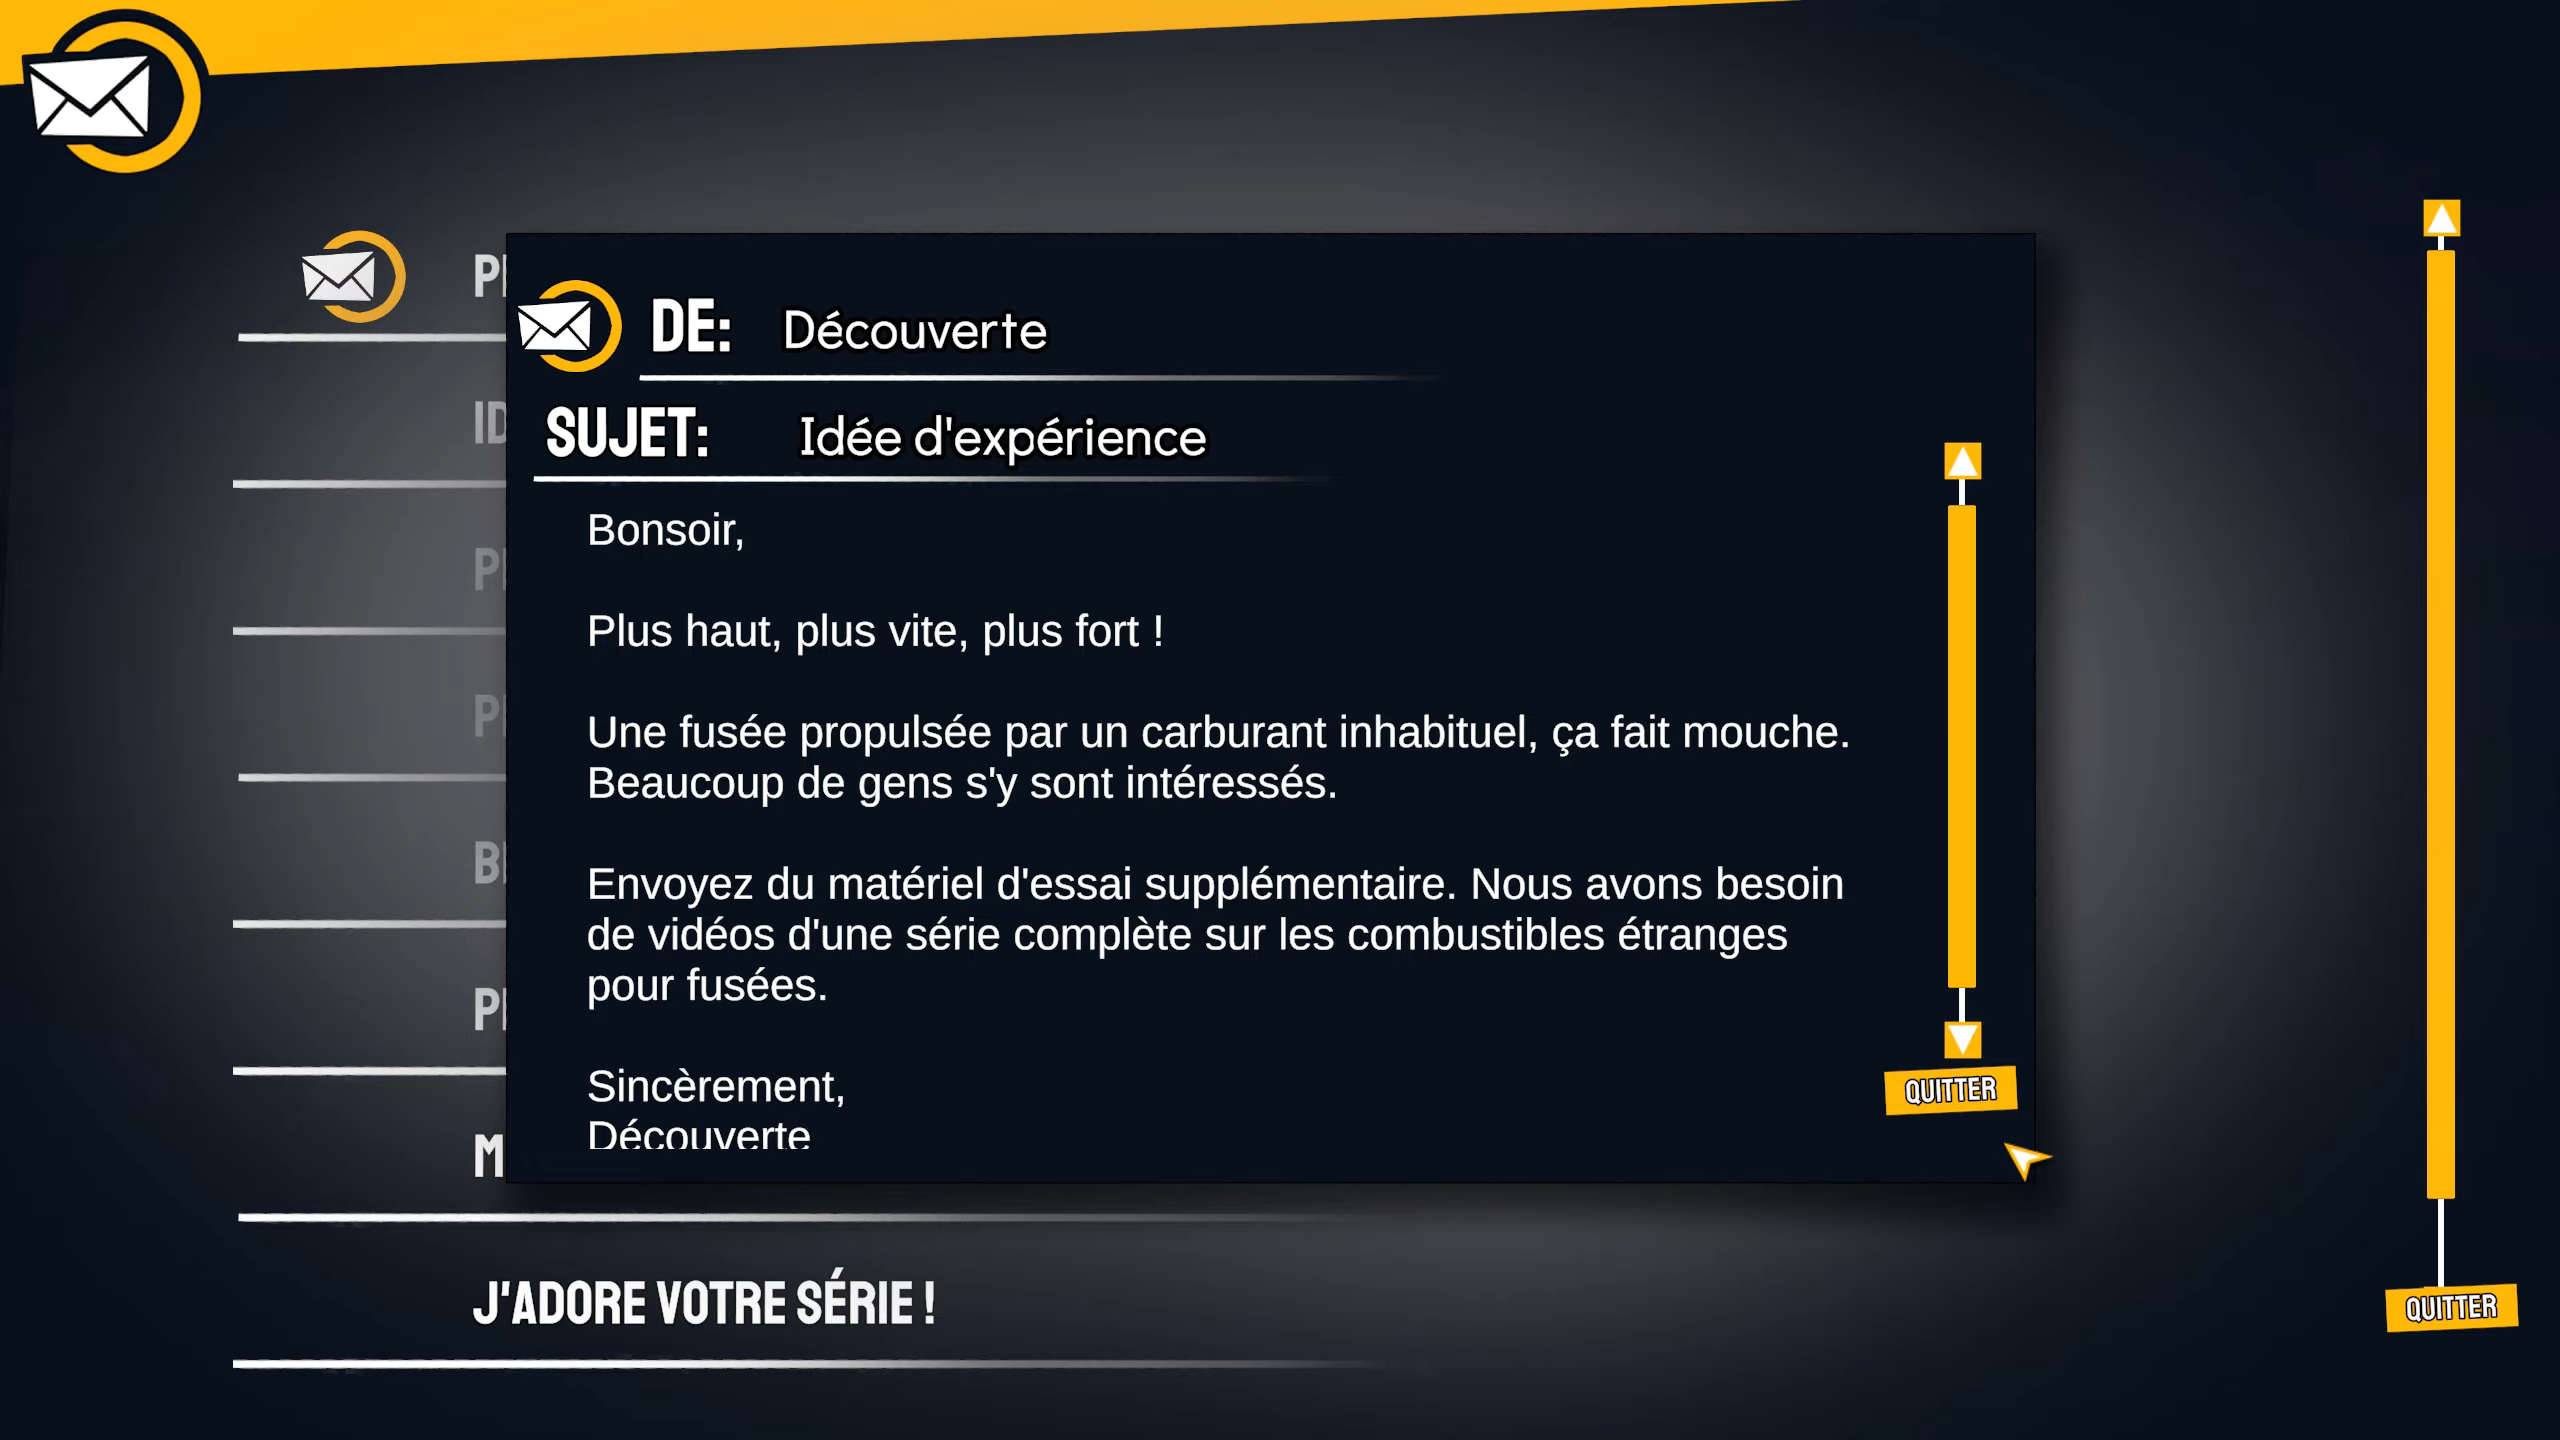 DE: Découverte
SUJET: Idée d'expérience
Bonsoir,
Plus haut, plus vite, plus fort !
Une fusée propulsée par un carburant inhabituel, ça fait mouche.
Beaucoup de gens s'y sont intéressés.
Envoyez du matériel d'essai supplémentaire. Nous avons besoin
de vidéos d'une série complète sur les combustibles étranges
pour fusées.
Sincèrement,
Découverte
QUITTER
J'ADORE VOTRE SÉRIE !
QUITTER